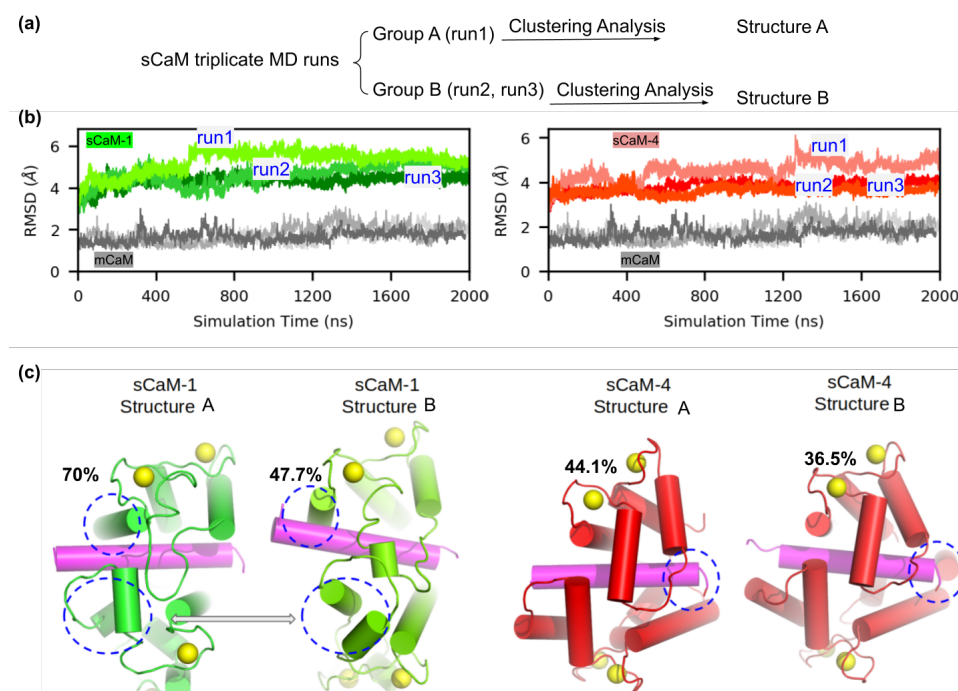 (a)
Group A (run1) Clustering Analysis Structure A
sCaM triplicate MD runs
Group B (run2, run3) Clustering Analysis Structure B
(b)
sCaM-1
run1
run2
run3
mCaM
RMSD (Å)
0 2 4 6
0 400 800 1200 1600 2000
Simulation Time (ns)
sCaM-4
run1
run2
run3
mCaM
RMSD (Å)
0 2 4 6
0 400 800 1200 1600 2000
Simulation Time (ns)
(c)
sCaM-1
Structure A
70%
sCaM-1
Structure B
47.7%
sCaM-4
Structure A
44.1%
sCaM-4
Structure B
36.5%